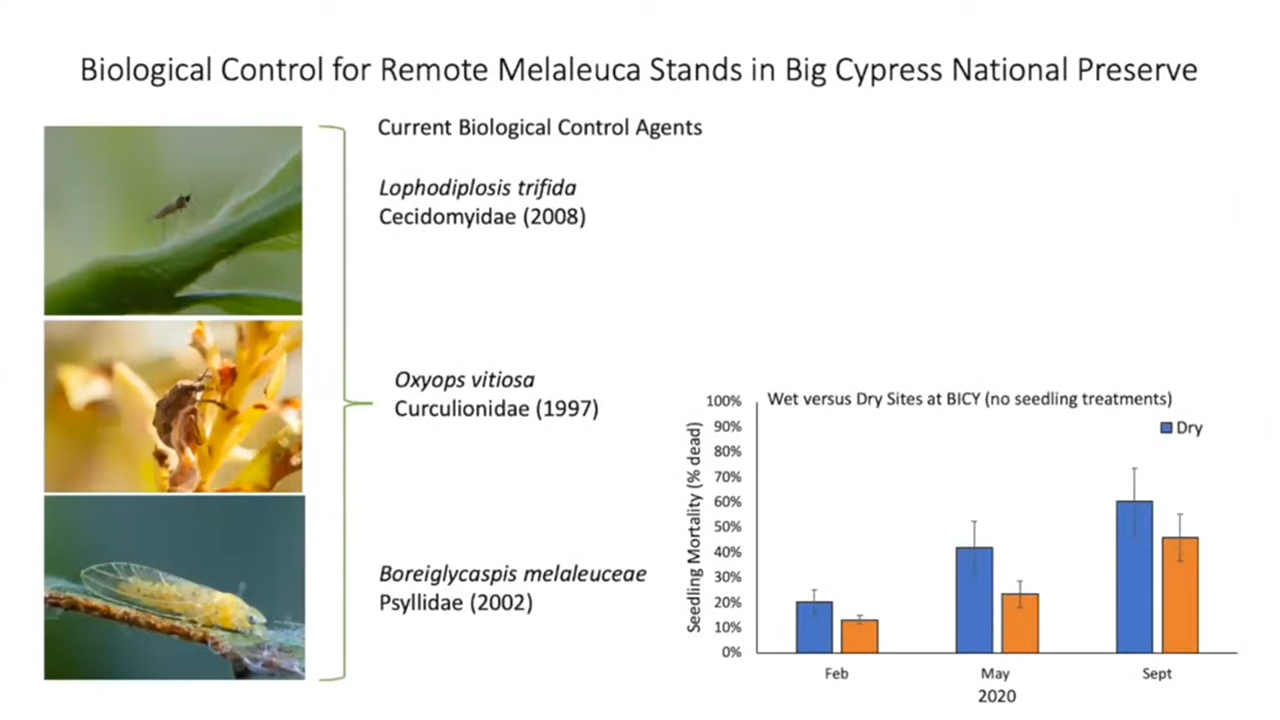 Biological Control for Remote Melaleuca Stands in Big Cypress National Preserve
Current Biological Control Agents
Lophodiplosis trifida
Cecidomyidae (2008)
Oxyops vitiosa
Curculionidae (1997)
Boreiglycaspis melaleuceae
Psyllidae (2002)
Wet versus Dry Sites at BICY (no seedling treatments)
Dry
Seedling Mortality (% dead)
100%
90%
80%
70%
60%
50%
40%
30%
20%
10%
0%
Feb May Sept
2020